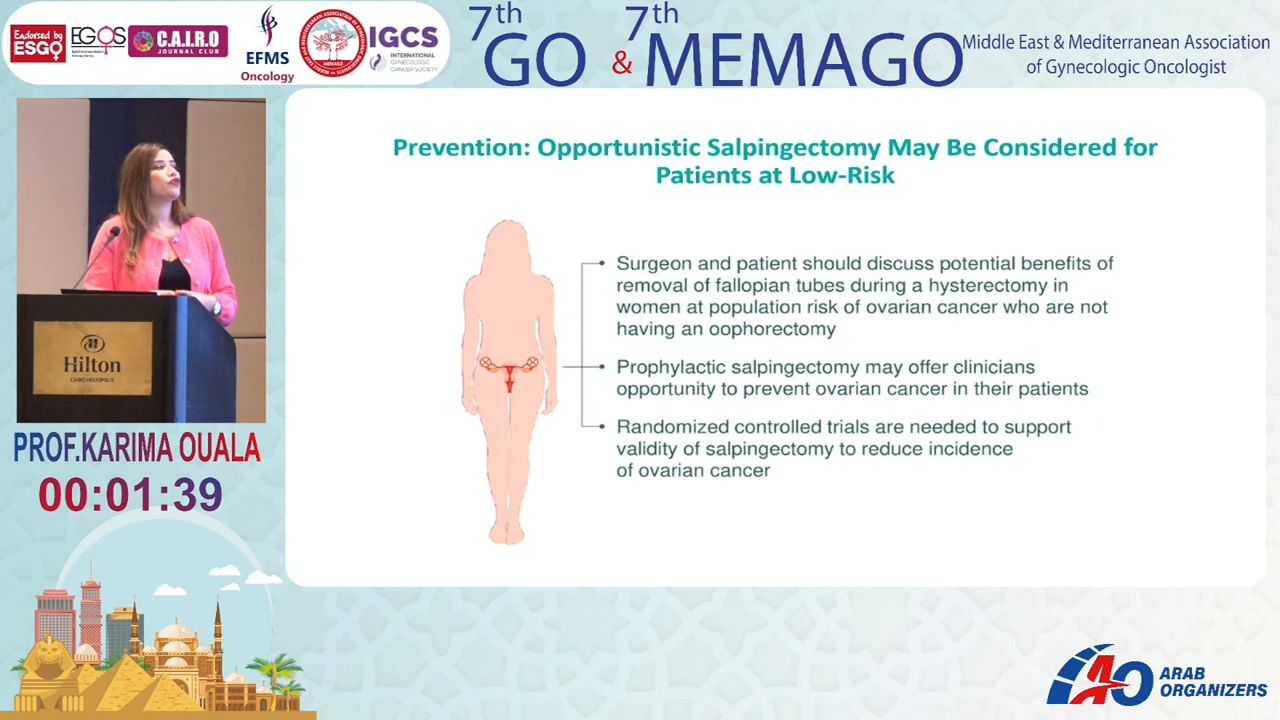 Endorsed by
ESGO
EGOS
C.A.I.R.O
JOURNAL CLUB
EFMS
Oncology
MEMAGO
IGCS
INTERNATIONAL
GYNECOLOGIC
CANCER SOCIETY
7th
GO
&
7th
MEMAGO
Middle East & Mediterranean Association
of Gynecologic Oncologist
Prevention: Opportunistic Salpingectomy May Be Considered for
Patients at Low-Risk
Surgeon and patient should discuss potential benefits of
removal of fallopian tubes during a hysterectomy in
women at population risk of ovarian cancer who are not
having an oophorectomy
Prophylactic salpingectomy may offer clinicians
opportunity to prevent ovarian cancer in their patients
Randomized controlled trials are needed to support
validity of salpingectomy to reduce incidence
of ovarian cancer
Hilton
CAIRO HELIOPOLIS
PROF.KARIMA OUALA
00:01:39
ARAB
ORGANIZERS